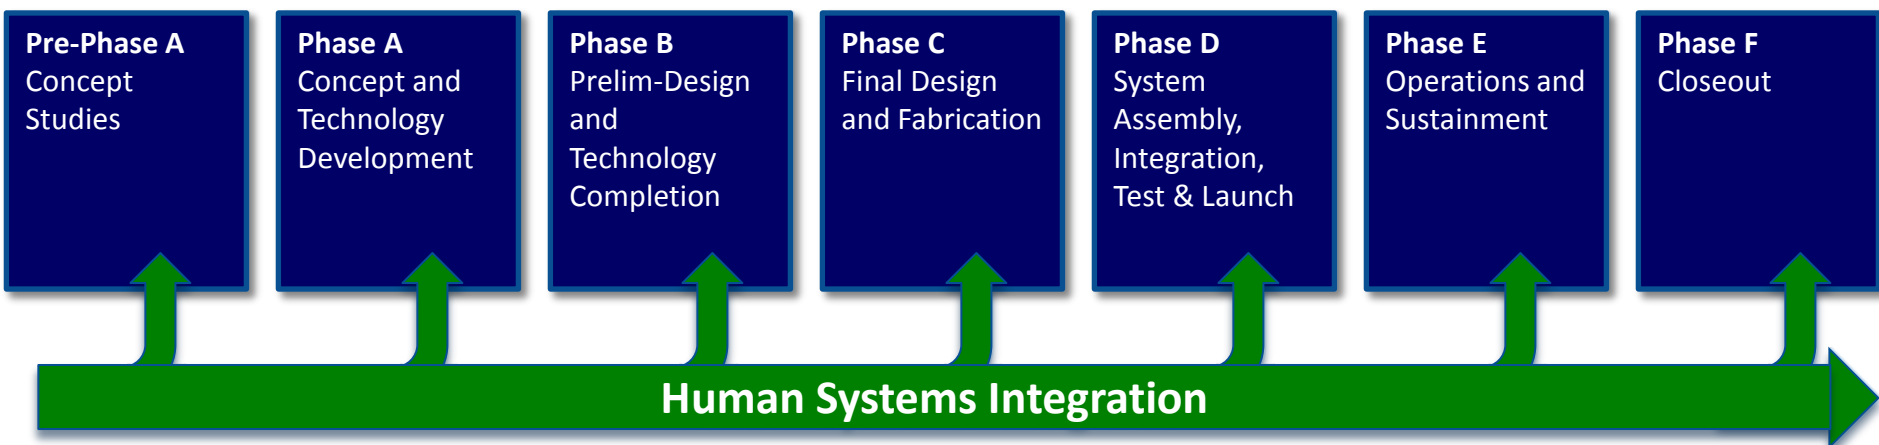 Pre-Phase A
Concept
Studies
Phase A
Concept and
Technology
Development
Phase B
Prelim-Design
and
Technology
Completion
Phase C
Final Design
and Fabrication
Phase D
System
Assembly,
Integration,
Test & Launch
Phase E
Operations and
Sustainment
Phase F
Closeout
Human Systems Integration